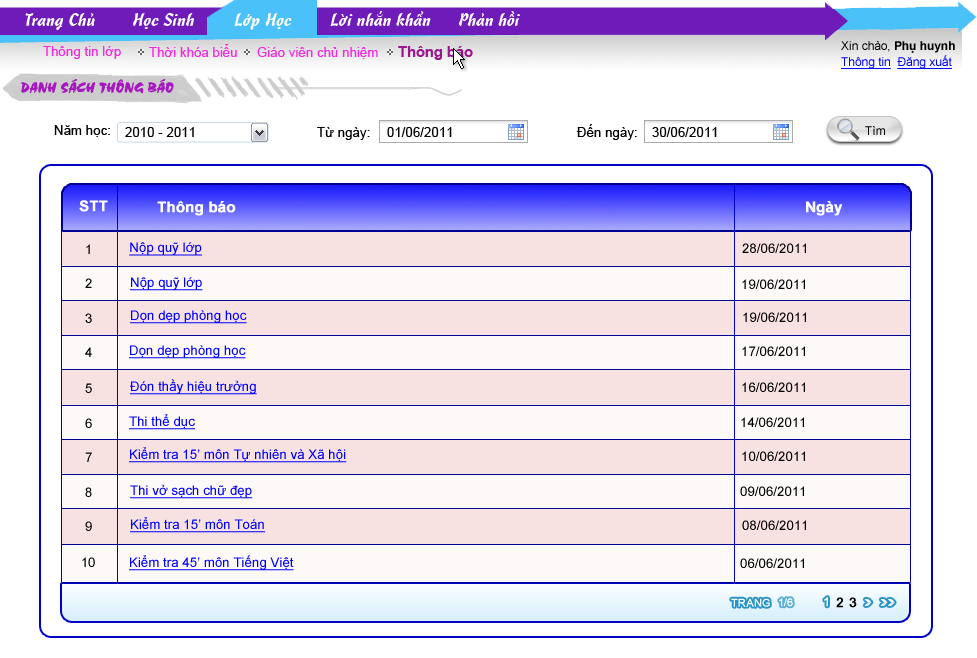 Trang Chủ Học Sinh Lớp Học Lời nhắn khẩn Phản hồi
Xin chào, Phụ huynh
Thông tin lớp Thời khóa biểu Giáo viên chủ nhiệm Thông báo
Thông tin Đăng xuất
DANH SÁCH THÔNG BÁO
Năm học: 2010 - 2011 Từ ngày: 01/06/2011 Đến ngày: 30/06/2011 Tìm
STT Thông báo Ngày
1 Nộp quỹ lớp 28/06/2011
2 Nộp quỹ lớp 19/06/2011
3 Dọn dẹp phòng học 19/06/2011
4 Dọn dẹp phòng học 17/06/2011
5 Đón thầy hiệu trưởng 16/06/2011
6 Thi thể dục 14/06/2011
7 Kiểm tra 15' môn Tự nhiên và Xã hội 10/06/2011
8 Thi vở sạch chữ đẹp 09/06/2011
9 Kiểm tra 15' môn Toán 08/06/2011
10 Kiểm tra 45' môn Tiếng Việt 06/06/2011
TRANG 1/6 1 2 3 > >>